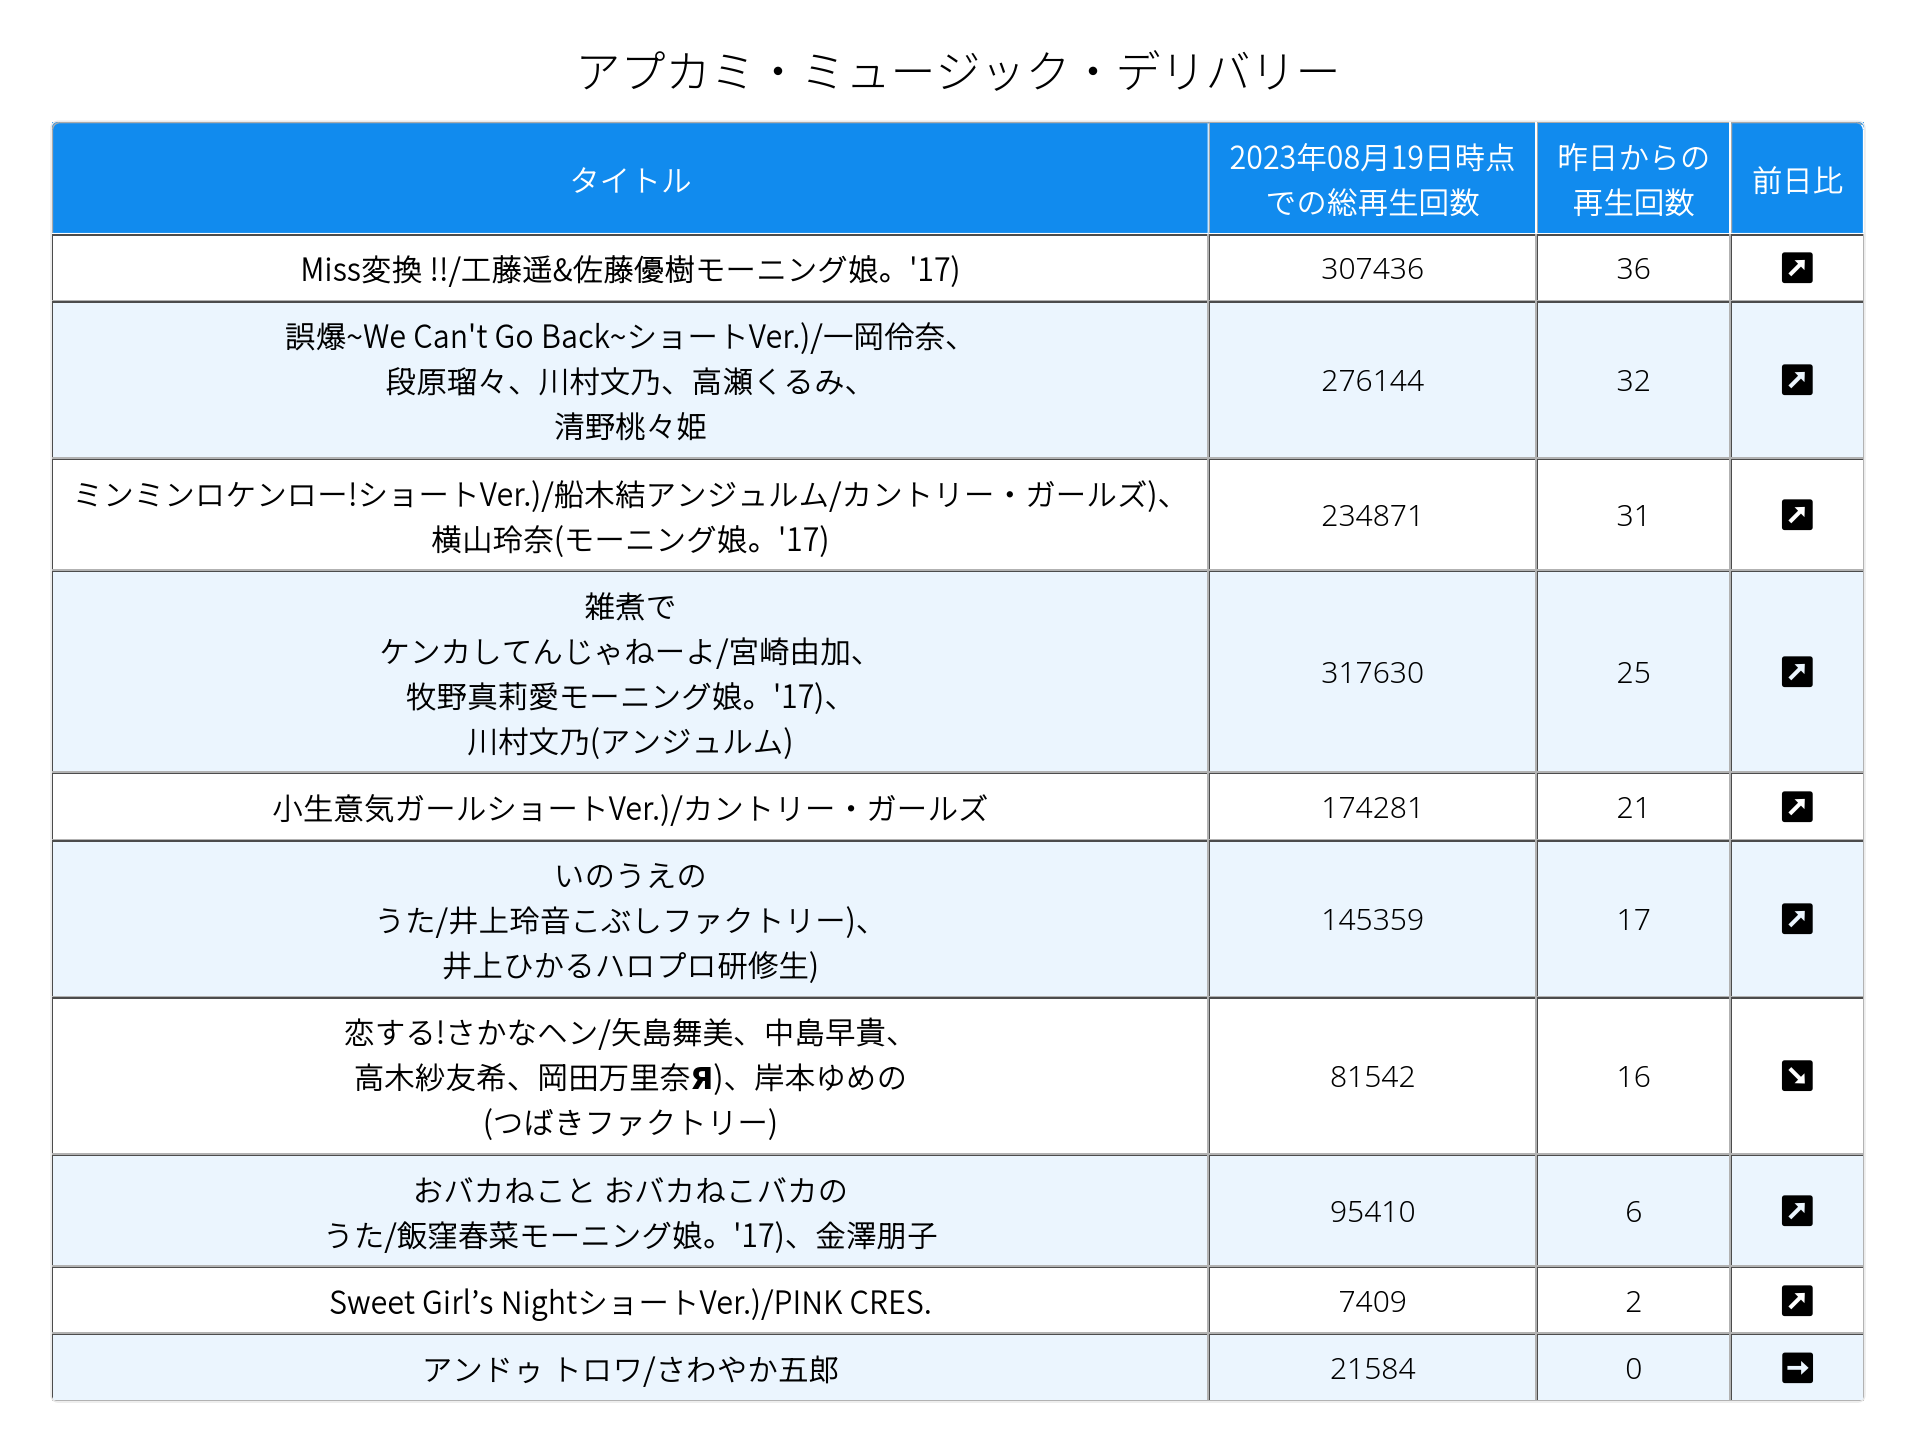 アプカミ・ミュージック・デリバリー
タイトル
2023年08月19日時点
での総再生回数
昨日からの
再生回数
前日比
Miss変換 !!/工藤遥&佐藤優樹モーニング娘。'17)
307436
36
誤爆~We Can't Go Back~ショートVer.)/一岡伶奈、
段原瑠々、川村文乃、高瀬くるみ、
清野桃々姫
276144
32
ミンミンロケンロー!ショートVer.)/船木結アンジュルム/カントリー・ガールズ)、
横山玲奈(モーニング娘。'17)
234871
31
雑煮で
ケンカしてんじゃねーよ/宮崎由加、
牧野真莉愛モーニング娘。'17)、
川村文乃(アンジュルム)
317630
25
小生意気ガールショートVer.)/カントリー・ガールズ
174281
21
いのうえの
うた/井上玲音こぶしファクトリー)、
井上ひかるハロプロ研修生)
145359
17
恋する!さかなヘン/矢島舞美、中島早貴、
高木紗友希、岡田万里奈Я)、岸本ゆめの
(つばきファクトリー)
81542
16
おバカねこと おバカねこバカの
うた/飯窪春菜モーニング娘。'17)、金澤朋子
95410
6
Sweet Girl’s NightショートVer.)/PINK CRES.
7409
2
アンドゥ トロワ/さわやか五郎
21584
0